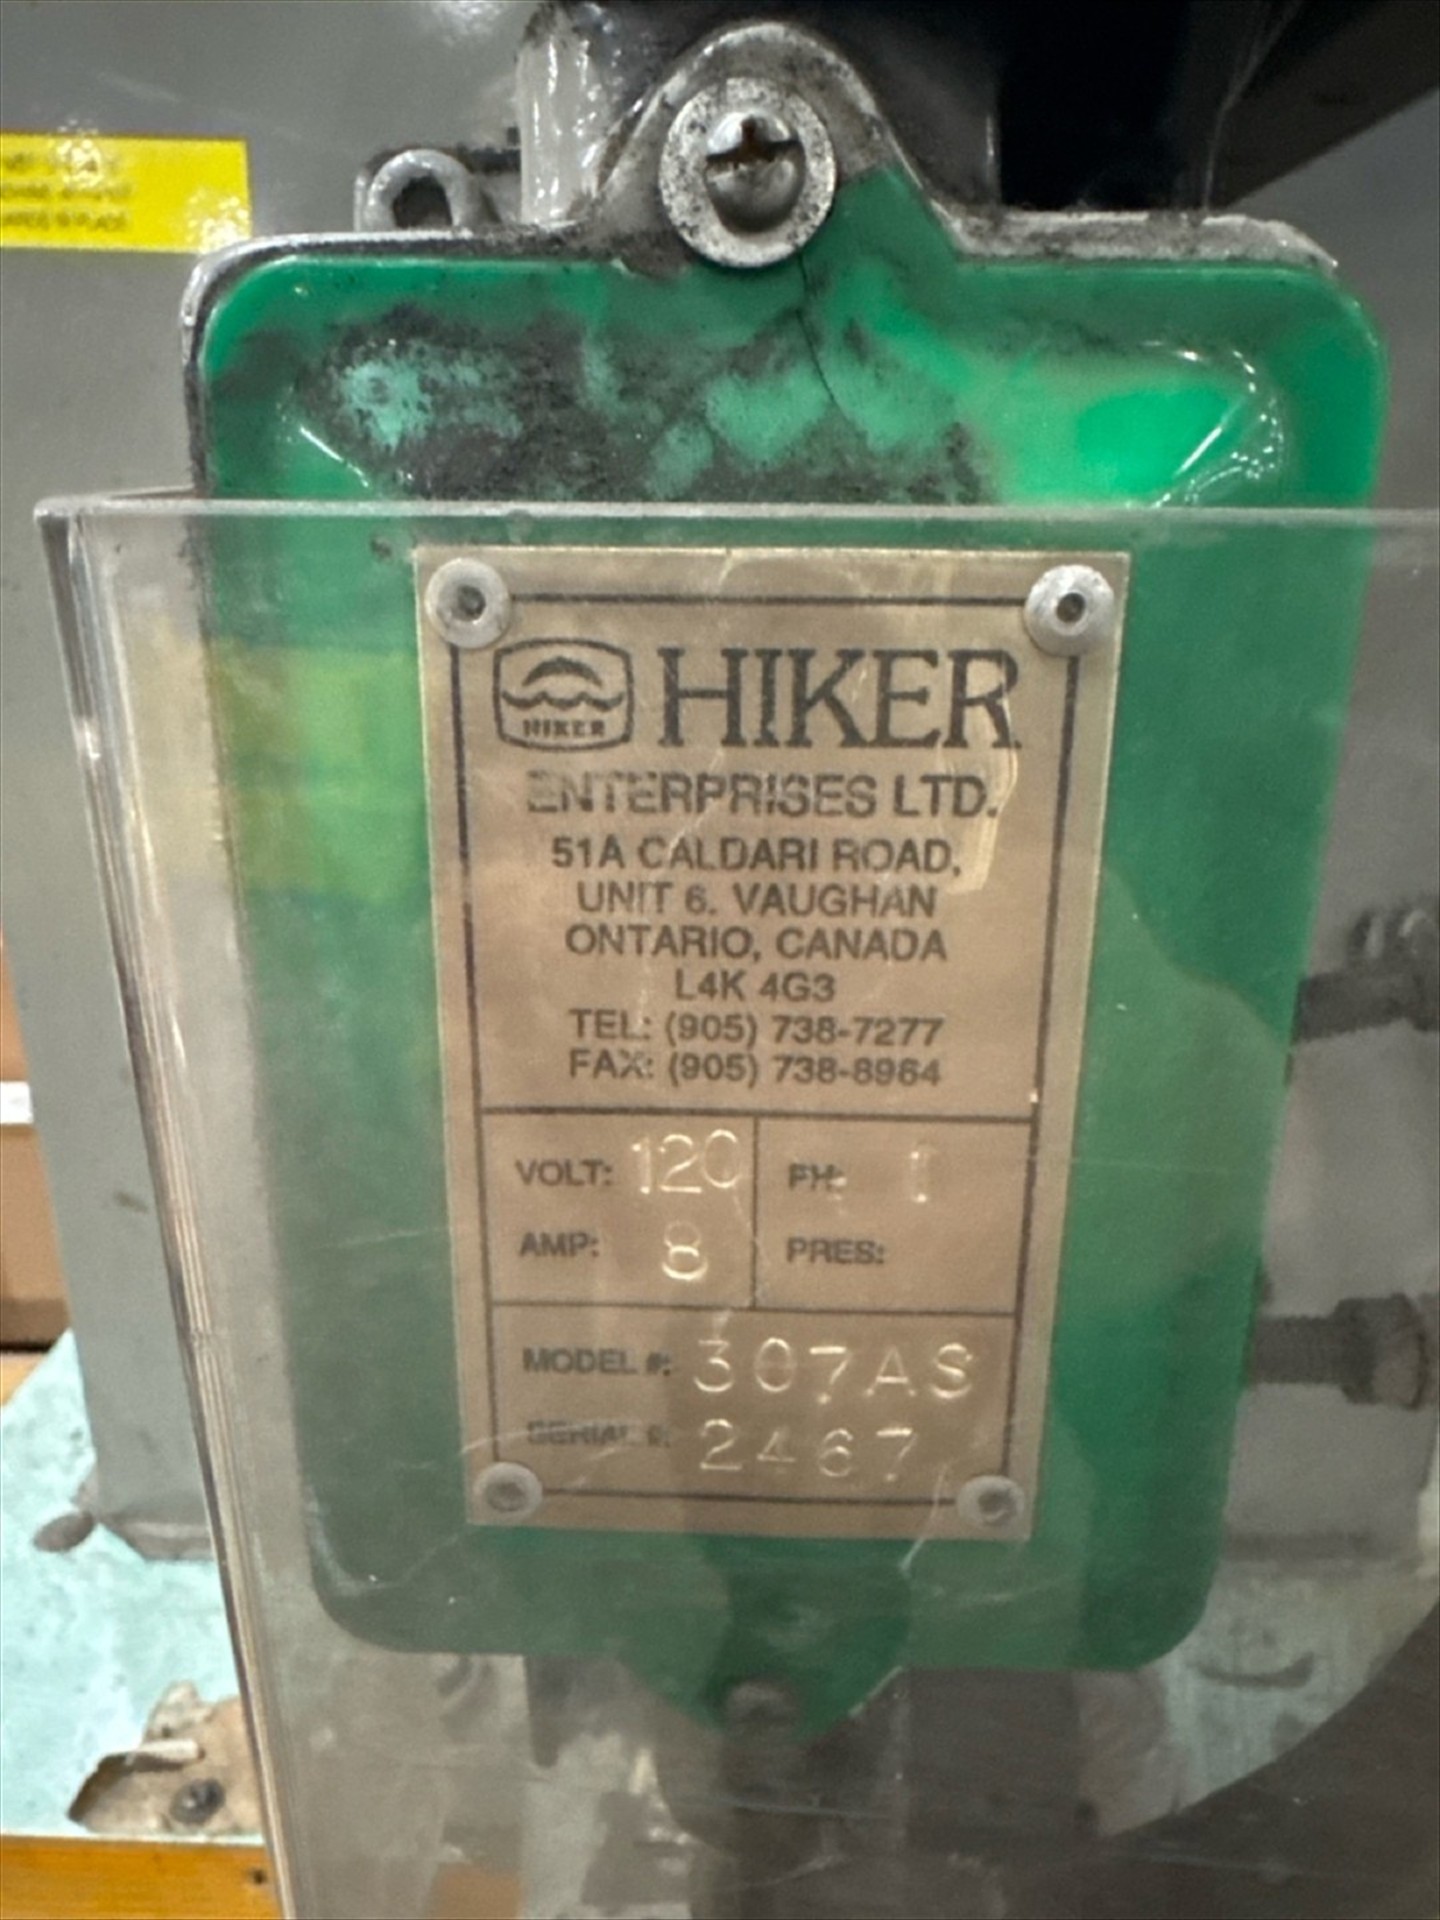 HIKER
HIKER
ENTERPRISES LTD.
51A CALDARI ROAD,
UNIT 6. VAUGHAN
ONTARIO, CANADA
L4K 4G3
TEL: (905) 738-7277
FAX: (905) 738-8964
VOLT: 120 PH: 1
AMP: 8 PRES:
MODEL #: 307AS
SERIAL #: 2467